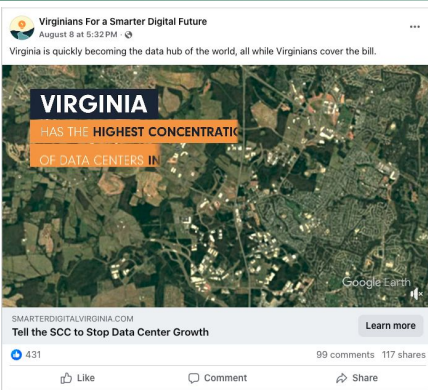 Virginians For a Smarter Digital Future
August 8 at 5:32 PM ·
Virginia is quickly becoming the data hub of the world, all while Virginians cover the bill.
VIRGINIA
HAS THE HIGHEST CONCENTRATIO
OF DATA CENTERS IN
Google Earth
SMARTERDIGITALVIRGINIA.COM
Tell the SCC to Stop Data Center Growth
Learn more
431
99 comments 117 shares
Like
Comment
Share